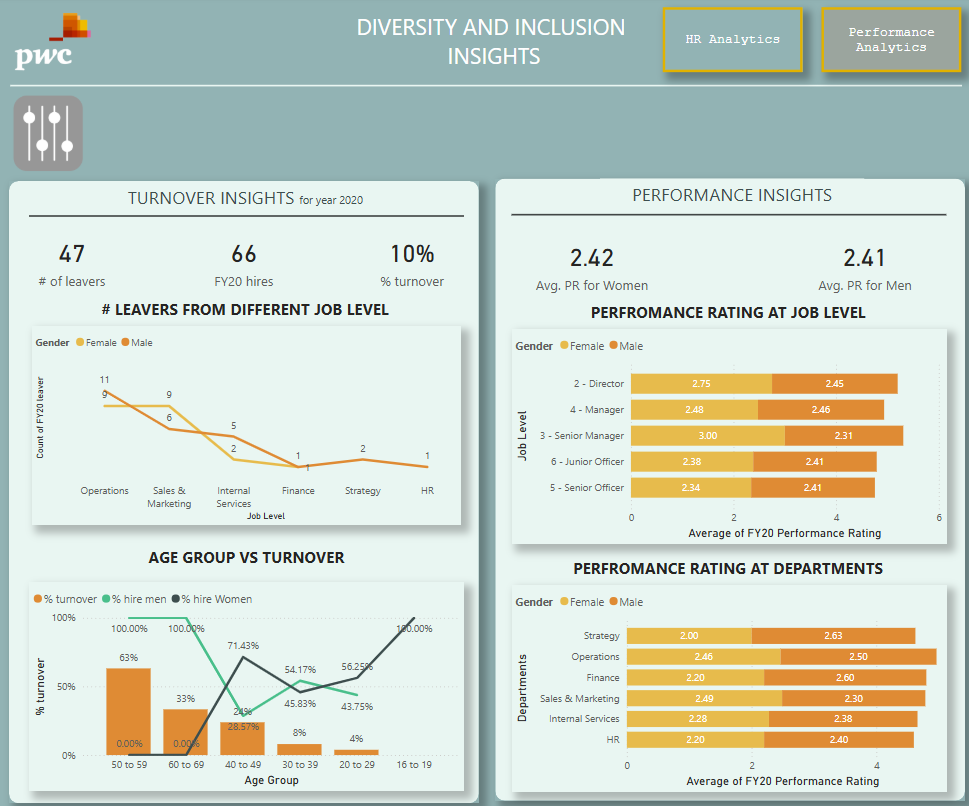 pwc
DIVERSITY AND INCLUSION
INSIGHTS
HR Analytics
Performance
Analytics
TURNOVER INSIGHTS for year 2020
47
# of leavers
66
FY20 hires
10%
% turnover
# LEAVERS FROM DIFFERENT JOB LEVEL
Gender Female Male
Count of FY20 leaver
11
9
9
6
5
2
1
1
2
1
Operations
Sales &
Marketing
Internal
Services
Finance
Strategy
HR
Job Level
AGE GROUP VS TURNOVER
% turnover % hire men % hire Women
% turnover
100%
50%
0%
100.00%
100.00%
71.43%
54.17%
56.25%
100.00%
63%
33%
24%
28.57%
45.83%
43.75%
0.00%
0.00%
8%
4%
50 to 59
60 to 69
40 to 49
30 to 39
20 to 29
16 to 19
Age Group
PERFORMANCE INSIGHTS
2.42
Avg. PR for Women
2.41
Avg. PR for Men
PERFROMANCE RATING AT JOB LEVEL
Gender Female Male
Job Level
2 - Director 2.75 2.45
4 - Manager 2.48 2.46
3 - Senior Manager 3.00 2.31
6 - Junior Officer 2.38 2.41
5 - Senior Officer 2.34 2.41
0 2 4 6
Average of FY20 Performance Rating
PERFROMANCE RATING AT DEPARTMENTS
Gender Female Male
Departments
Strategy 2.00 2.63
Operations 2.46 2.50
Finance 2.20 2.60
Sales & Marketing 2.49 2.30
Internal Services 2.28 2.38
HR 2.20 2.40
0 2 4
Average of FY20 Performance Rating